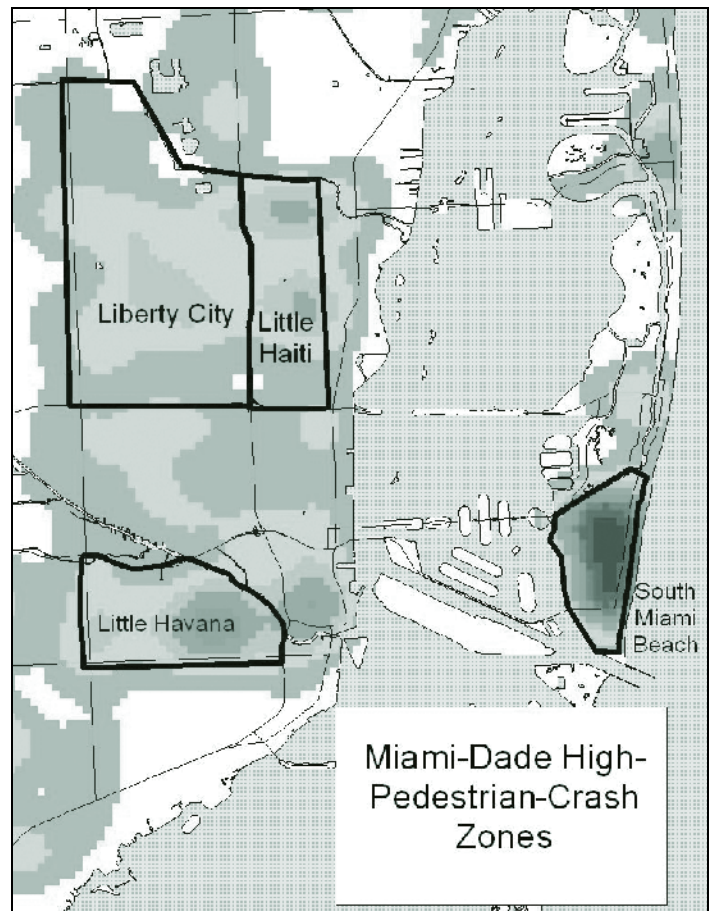 Liberty City
Little
Haiti
Little Havana
South
Miami
Beach
Miami-Dade High-
Pedestrian-Crash
Zones